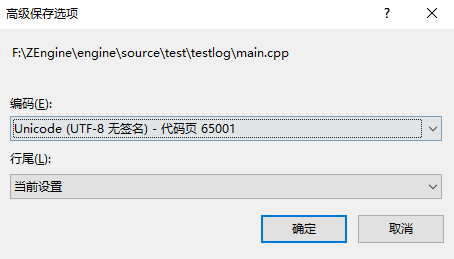 高级保存选项
F:\ZEngine\engine\source\test\testlog\main.cpp
编码(E):
Unicode (UTF-8 无签名) - 代码页 65001
行尾(L):
当前设置
确定 取消